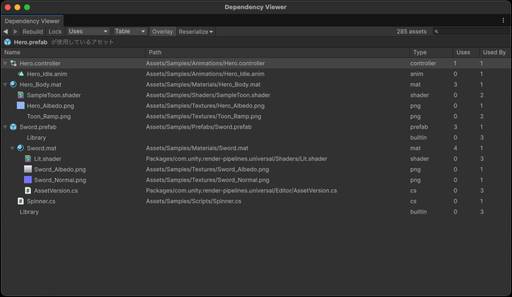 Dependency Viewer
Dependency Viewer
Rebuild Lock Uses Table Overlay Reserialize 285 assets
Hero.prefab が使用しているアセット
Name Path Type Uses Used By
Hero.controller Assets/Samples/Animations/Hero.controller controller 1 1
Hero_Idle.anim Assets/Samples/Animations/Hero_Idle.anim anim 0 1
Hero_Body.mat Assets/Samples/Materials/Hero_Body.mat mat 3 1
SampleToon.shader Assets/Samples/Shaders/SampleToon.shader shader 0 2
Hero_Albedo.png Assets/Samples/Textures/Hero_Albedo.png png 0 1
Toon_Ramp.png Assets/Samples/Textures/Toon_Ramp.png png 0 2
Sword.prefab Assets/Samples/Prefabs/Sword.prefab prefab 3 1
Library builtin 0 3
Sword.mat Assets/Samples/Materials/Sword.mat mat 4 1
Lit.shader Packages/com.unity.render-pipelines.universal/Shaders/Lit.shader shader 0 3
Sword_Albedo.png Assets/Samples/Textures/Sword_Albedo.png png 0 1
Sword_Normal.png Assets/Samples/Textures/Sword_Normal.png png 0 1
AssetVersion.cs Packages/com.unity.render-pipelines.universal/Editor/AssetVersion.cs cs 0 3
Spinner.cs Assets/Samples/Scripts/Spinner.cs cs 0 1
Library builtin 0 3